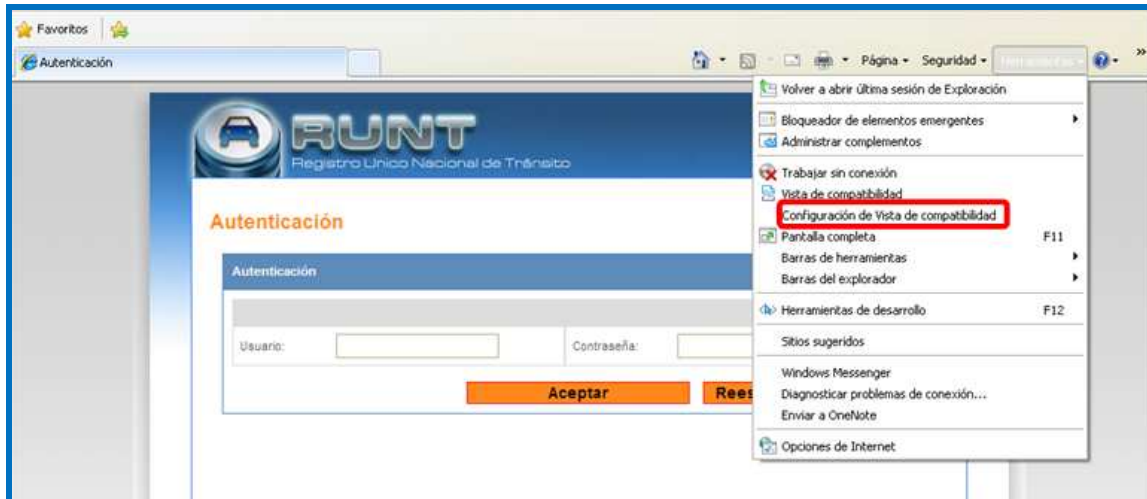 Favoritos
Autenticación
Página
Seguridad
Herramientas
»
RUNT
Registro Unico Nacional de Tránsito
Autenticación
Autenticación
Usuario:
Contraseña:
Aceptar
Rees
Volver a abrir última sesión de Exploración
Bloqueador de elementos emergentes
Administrar complementos
Trabajar sin conexión
Vista de compatibilidad
Configuración de Vista de compatibilidad
Pantalla completa F11
Barras de herramientas
Barras del explorador
Herramientas de desarrollo F12
Sitios sugeridos
Windows Messenger
Diagnosticar problemas de conexión...
Enviar a OneNote
Opciones de Internet